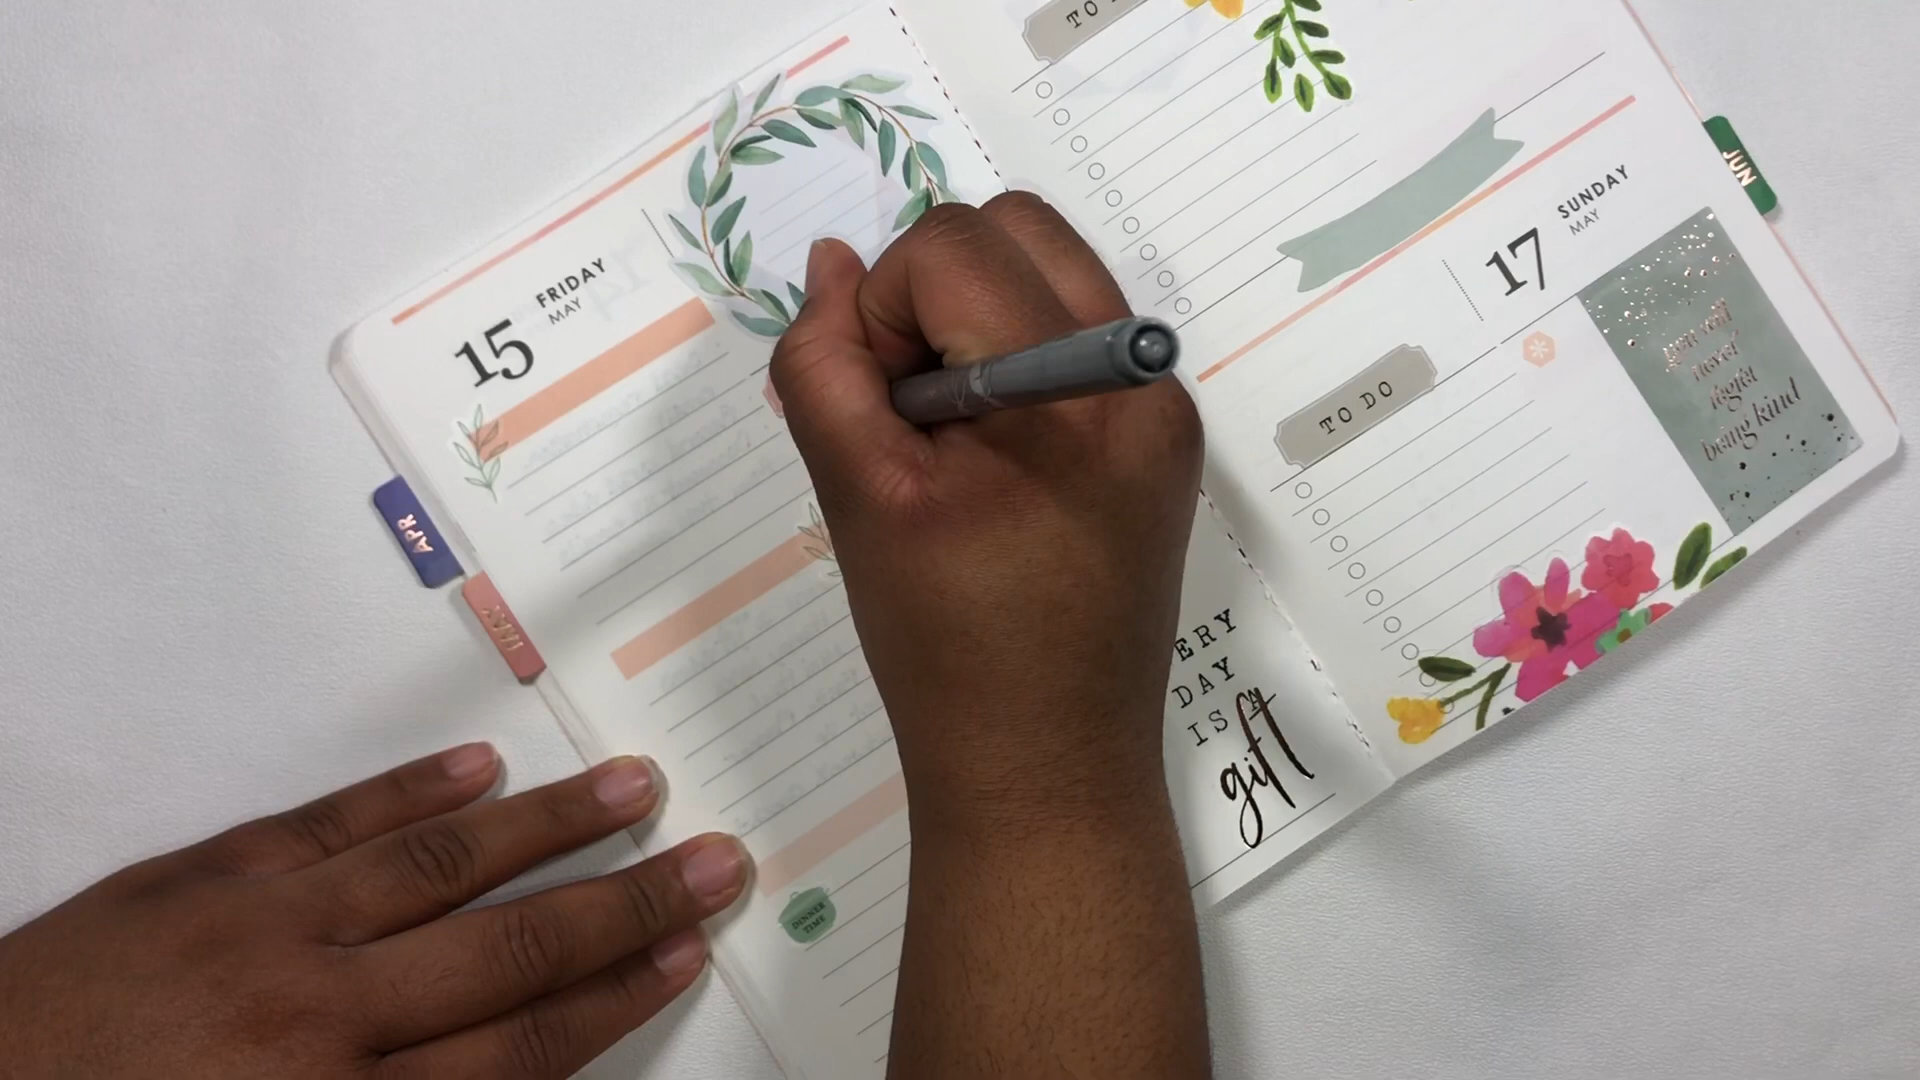 15
FRIDAY
MAY
APR
MAY
DINNER
TIME
ERY
DAY
IS A
gift
TO
17
SUNDAY
MAY
TO DO
you will
never
regret
being kind
JUN